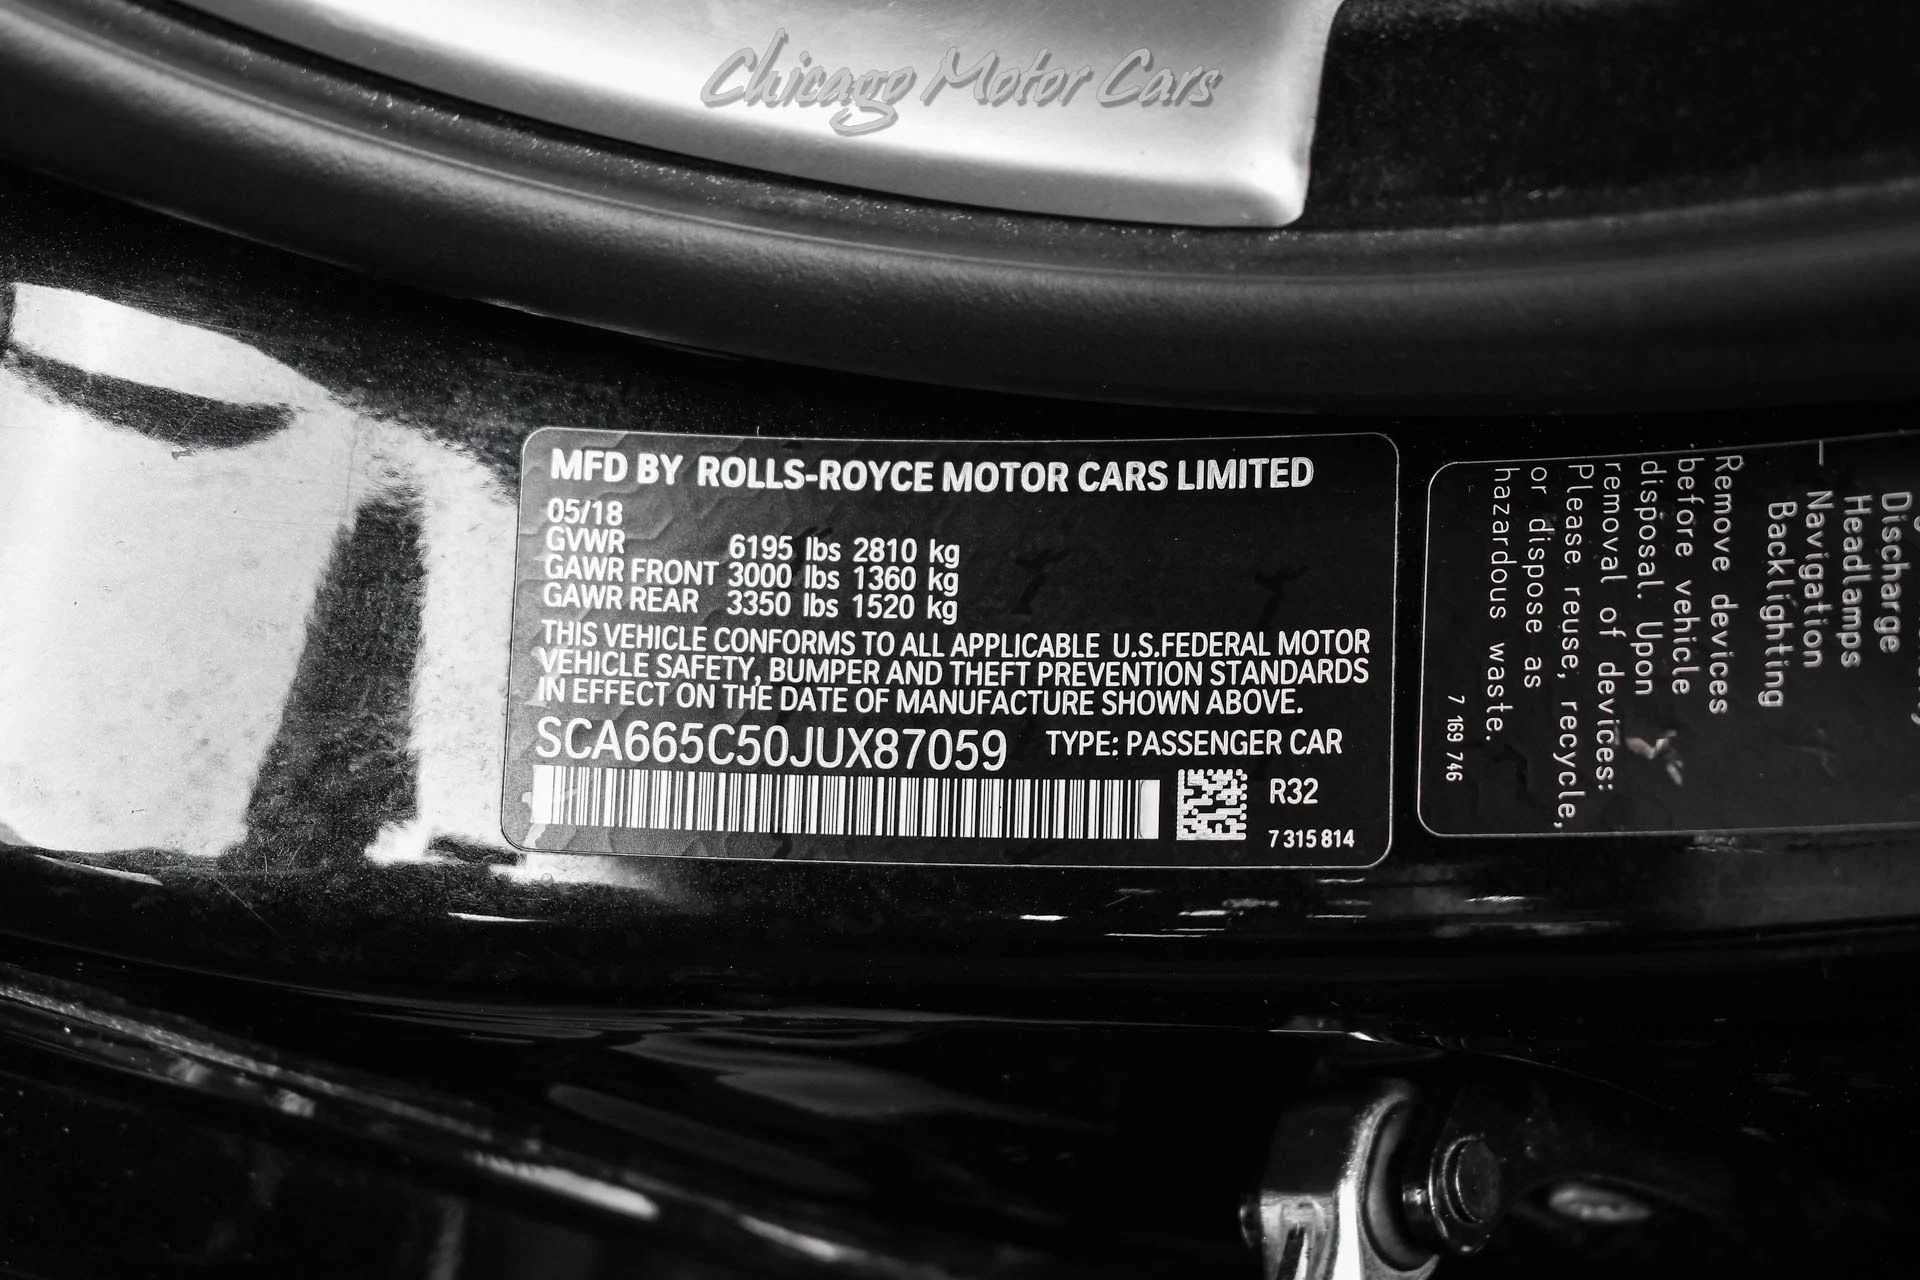 Chicago Motor Cars
MFD BY ROLLS-ROYCE MOTOR CARS LIMITED
05/18
GVWR 6195 lbs 2810 kg
GAWR FRONT 3000 lbs 1360 kg
GAWR REAR 3350 lbs 1520 kg
THIS VEHICLE CONFORMS TO ALL APPLICABLE U.S.FEDERAL MOTOR
VEHICLE SAFETY, BUMPER AND THEFT PREVENTION STANDARDS
IN EFFECT ON THE DATE OF MANUFACTURE SHOWN ABOVE.
SCA665C50JUX87059 TYPE: PASSENGER CAR
R32
7 315 814
Discharge
Headlamps
– Navigation
Backlighting
Remove devices
before vehicle
disposal. Upon
removal of devices:
Please reuse, recycle,
or dispose as
hazardous waste.
7 169 746